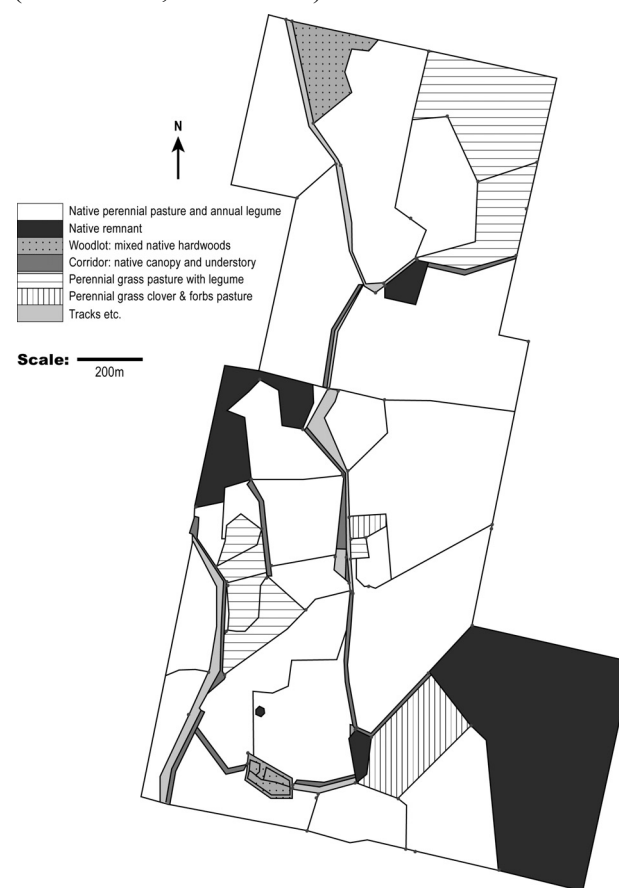 N
Native perennial pasture and annual legume
Native remnant
Woodlot: mixed native hardwoods
Corridor: native canopy and understory
Perennial grass pasture with legume
Perennial grass clover & forbs pasture
Tracks etc.
Scale:
200m